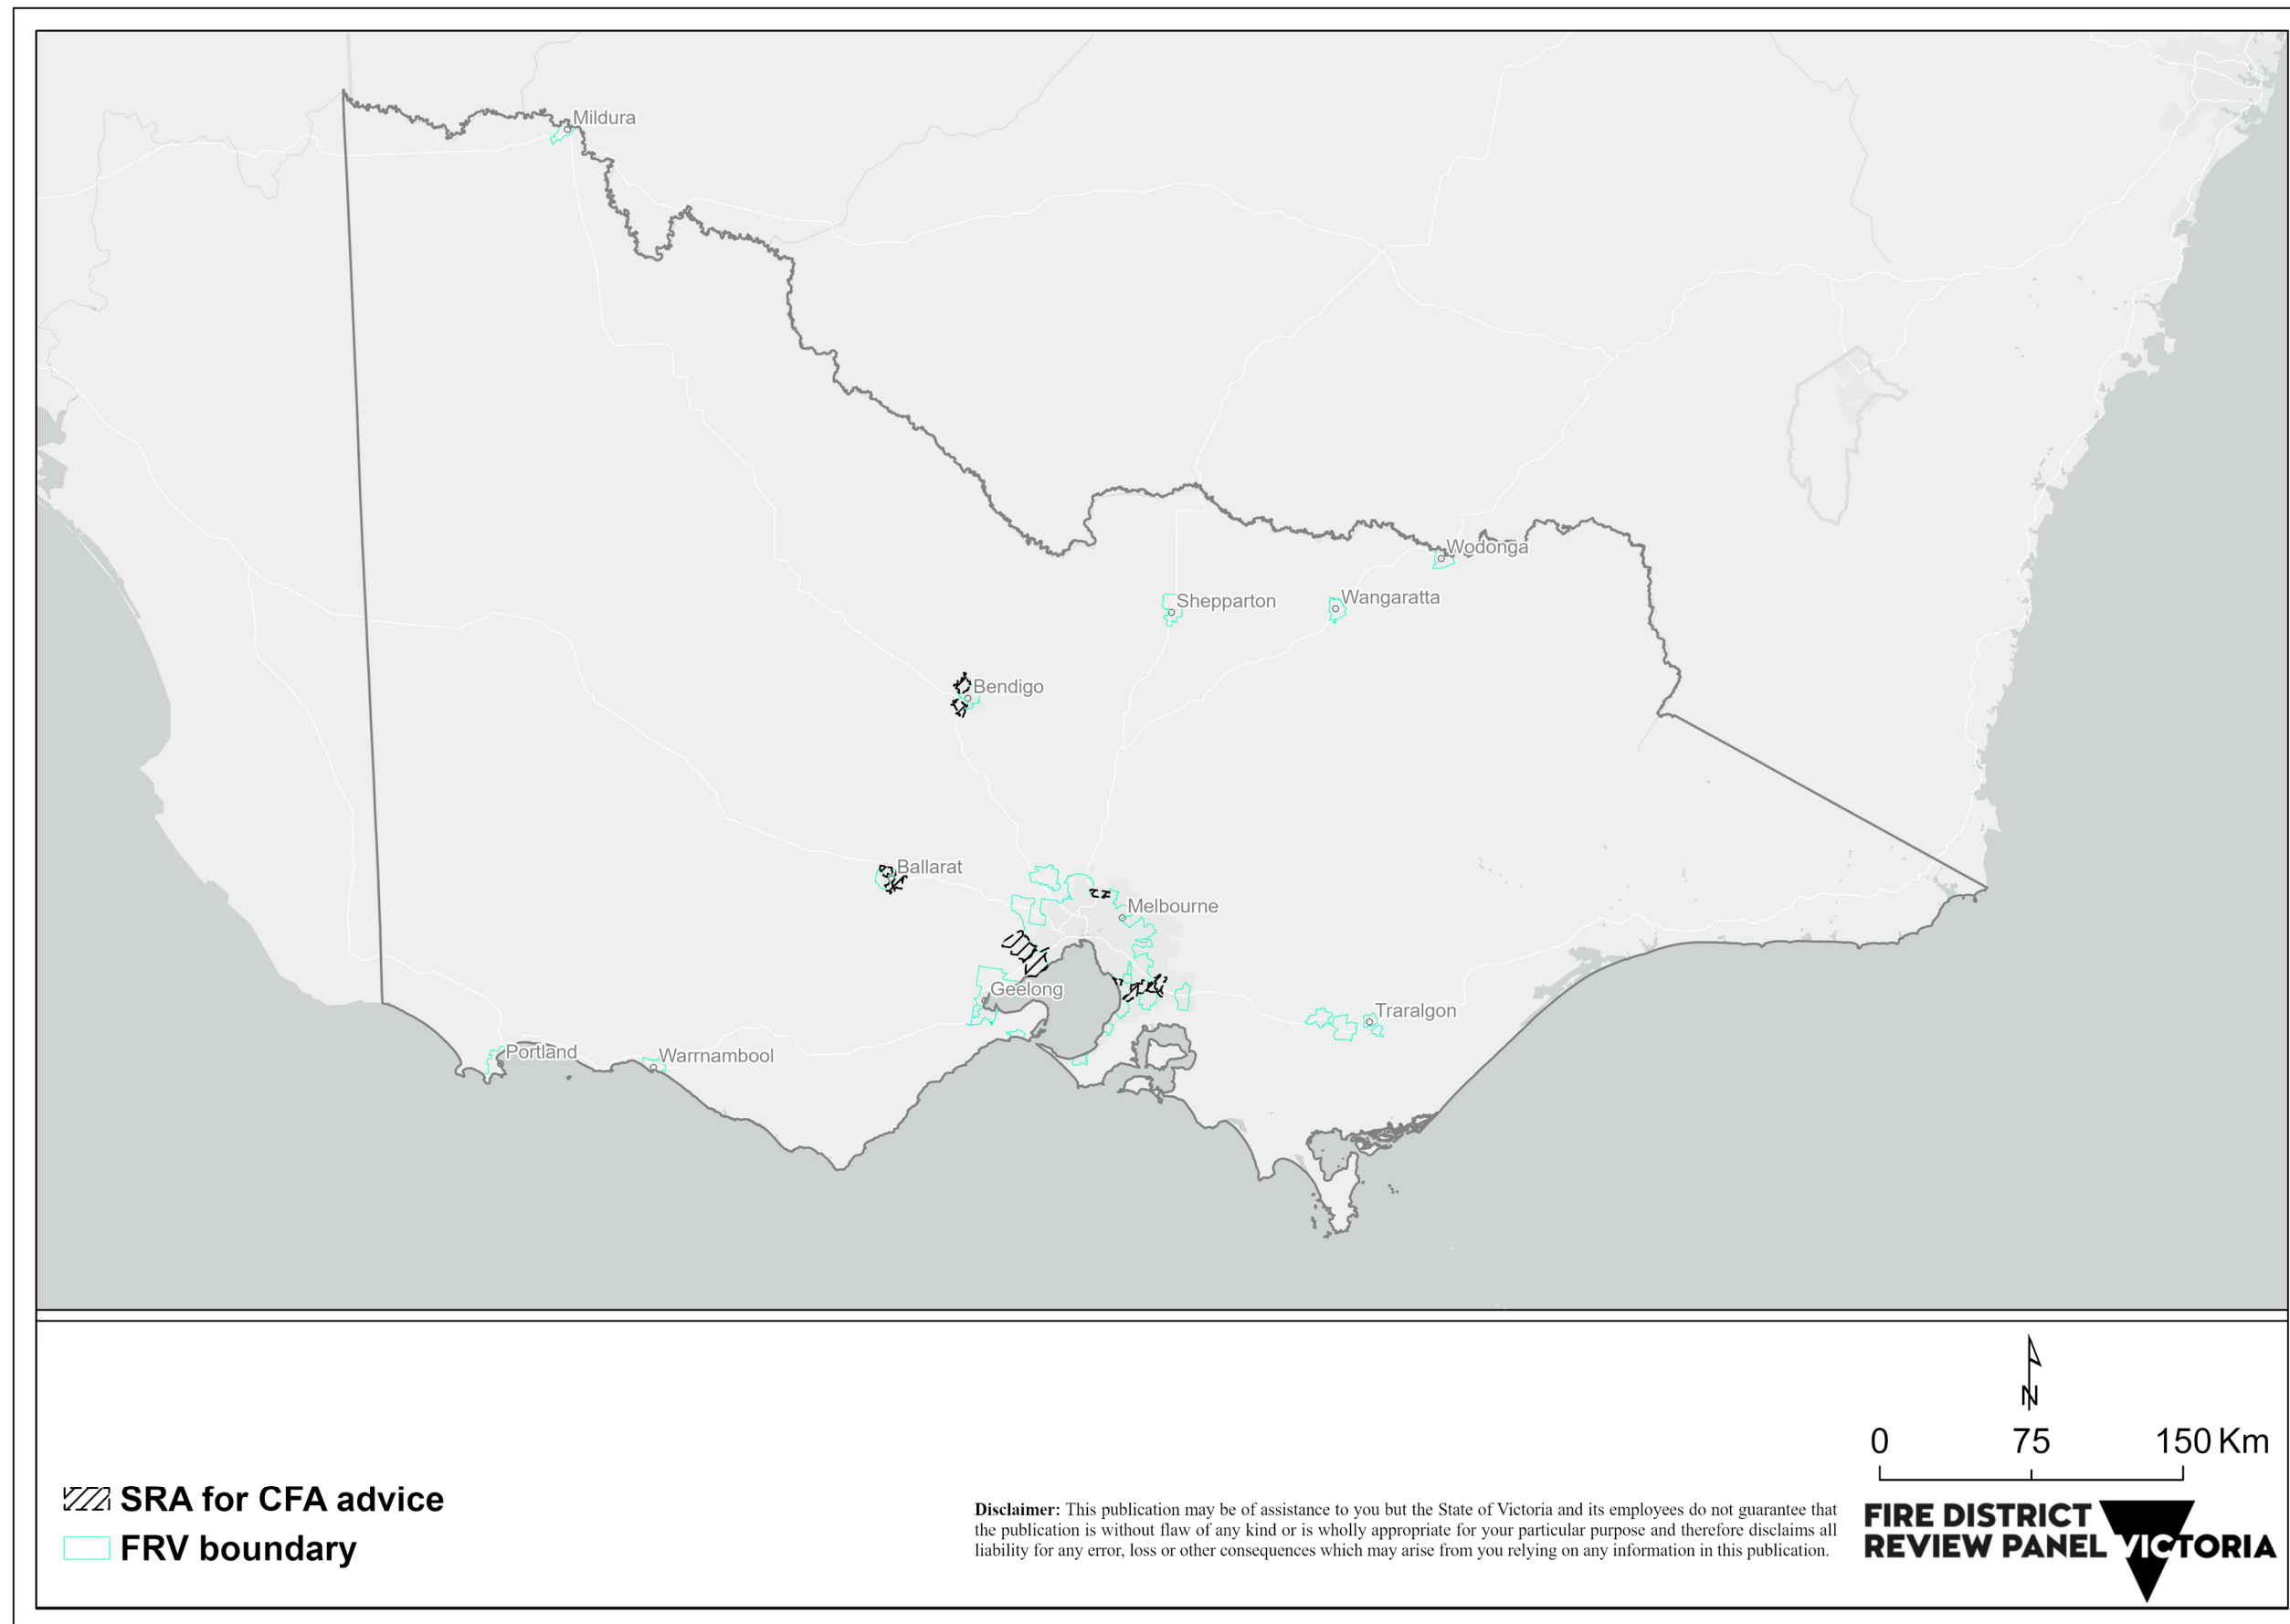 Mildura
Wodonga
Shepparton
Wangaratta
Bendigo
Ballarat
Melbourne
Geelong
Traralgon
Portland
Warrnambool
N
0 75 150 Km
SRA for CFA advice
FRV boundary
Disclaimer: This publication may be of assistance to you but the State of Victoria and its employees do not guarantee that
the publication is without flaw of any kind or is wholly appropriate for your particular purpose and therefore disclaims all
liability for any error, loss or other consequences which may arise from you relying on any information in this publication.
FIRE DISTRICT
REVIEW PANEL
VICTORIA